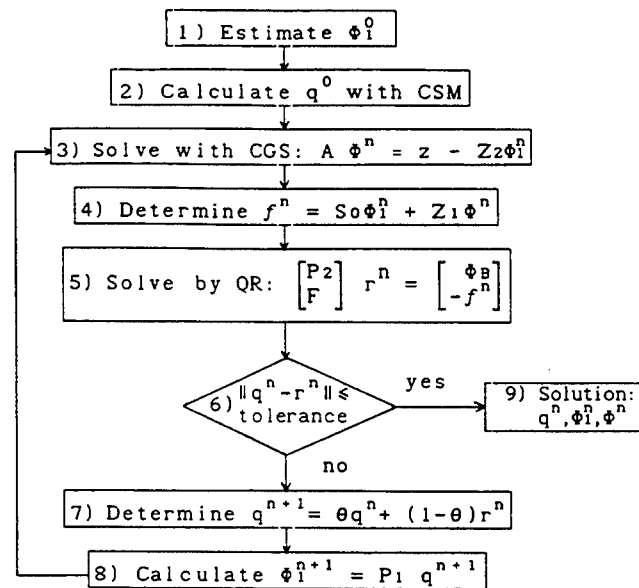 1) Estimate Φ₁⁰
2) Calculate q⁰ with CSM
3) Solve with CGS: A Φⁿ = z - Z₂Φ₁ⁿ
4) Determine fⁿ = S₀Φ₁ⁿ + Z₁Φⁿ
5) Solve by QR: [P₂ F] rⁿ = [Φ_B -fⁿ]
6) ‖qⁿ-rⁿ‖ ≤
tolerance
yes
9) Solution:
qⁿ,Φ₁ⁿ,Φⁿ
no
7) Determine qⁿ⁺¹= θqⁿ+ (1-θ)rⁿ
8) Calculate Φ₁ⁿ⁺¹ = P₁ qⁿ⁺¹